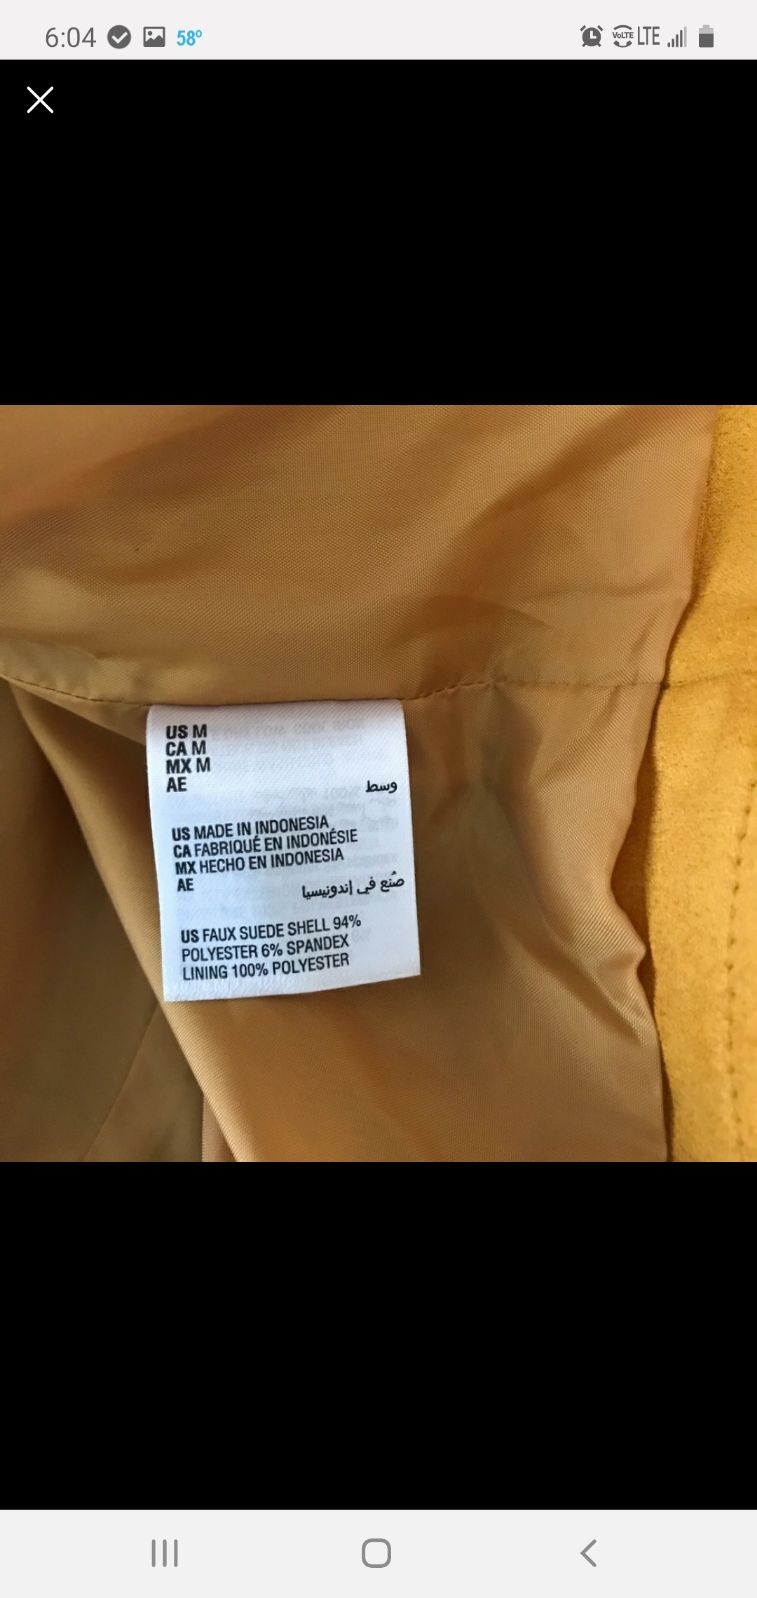 6:04 58°
VoLTE LTE
US M
CA M
MX M
AE وسط
US MADE IN INDONESIA
CA FABRIQUÉ EN INDONÉSIE
MX HECHO EN INDONESIA
AE صُنع في إندونيسيا
US FAUX SUEDE SHELL 94%
POLYESTER 6% SPANDEX
LINING 100% POLYESTER